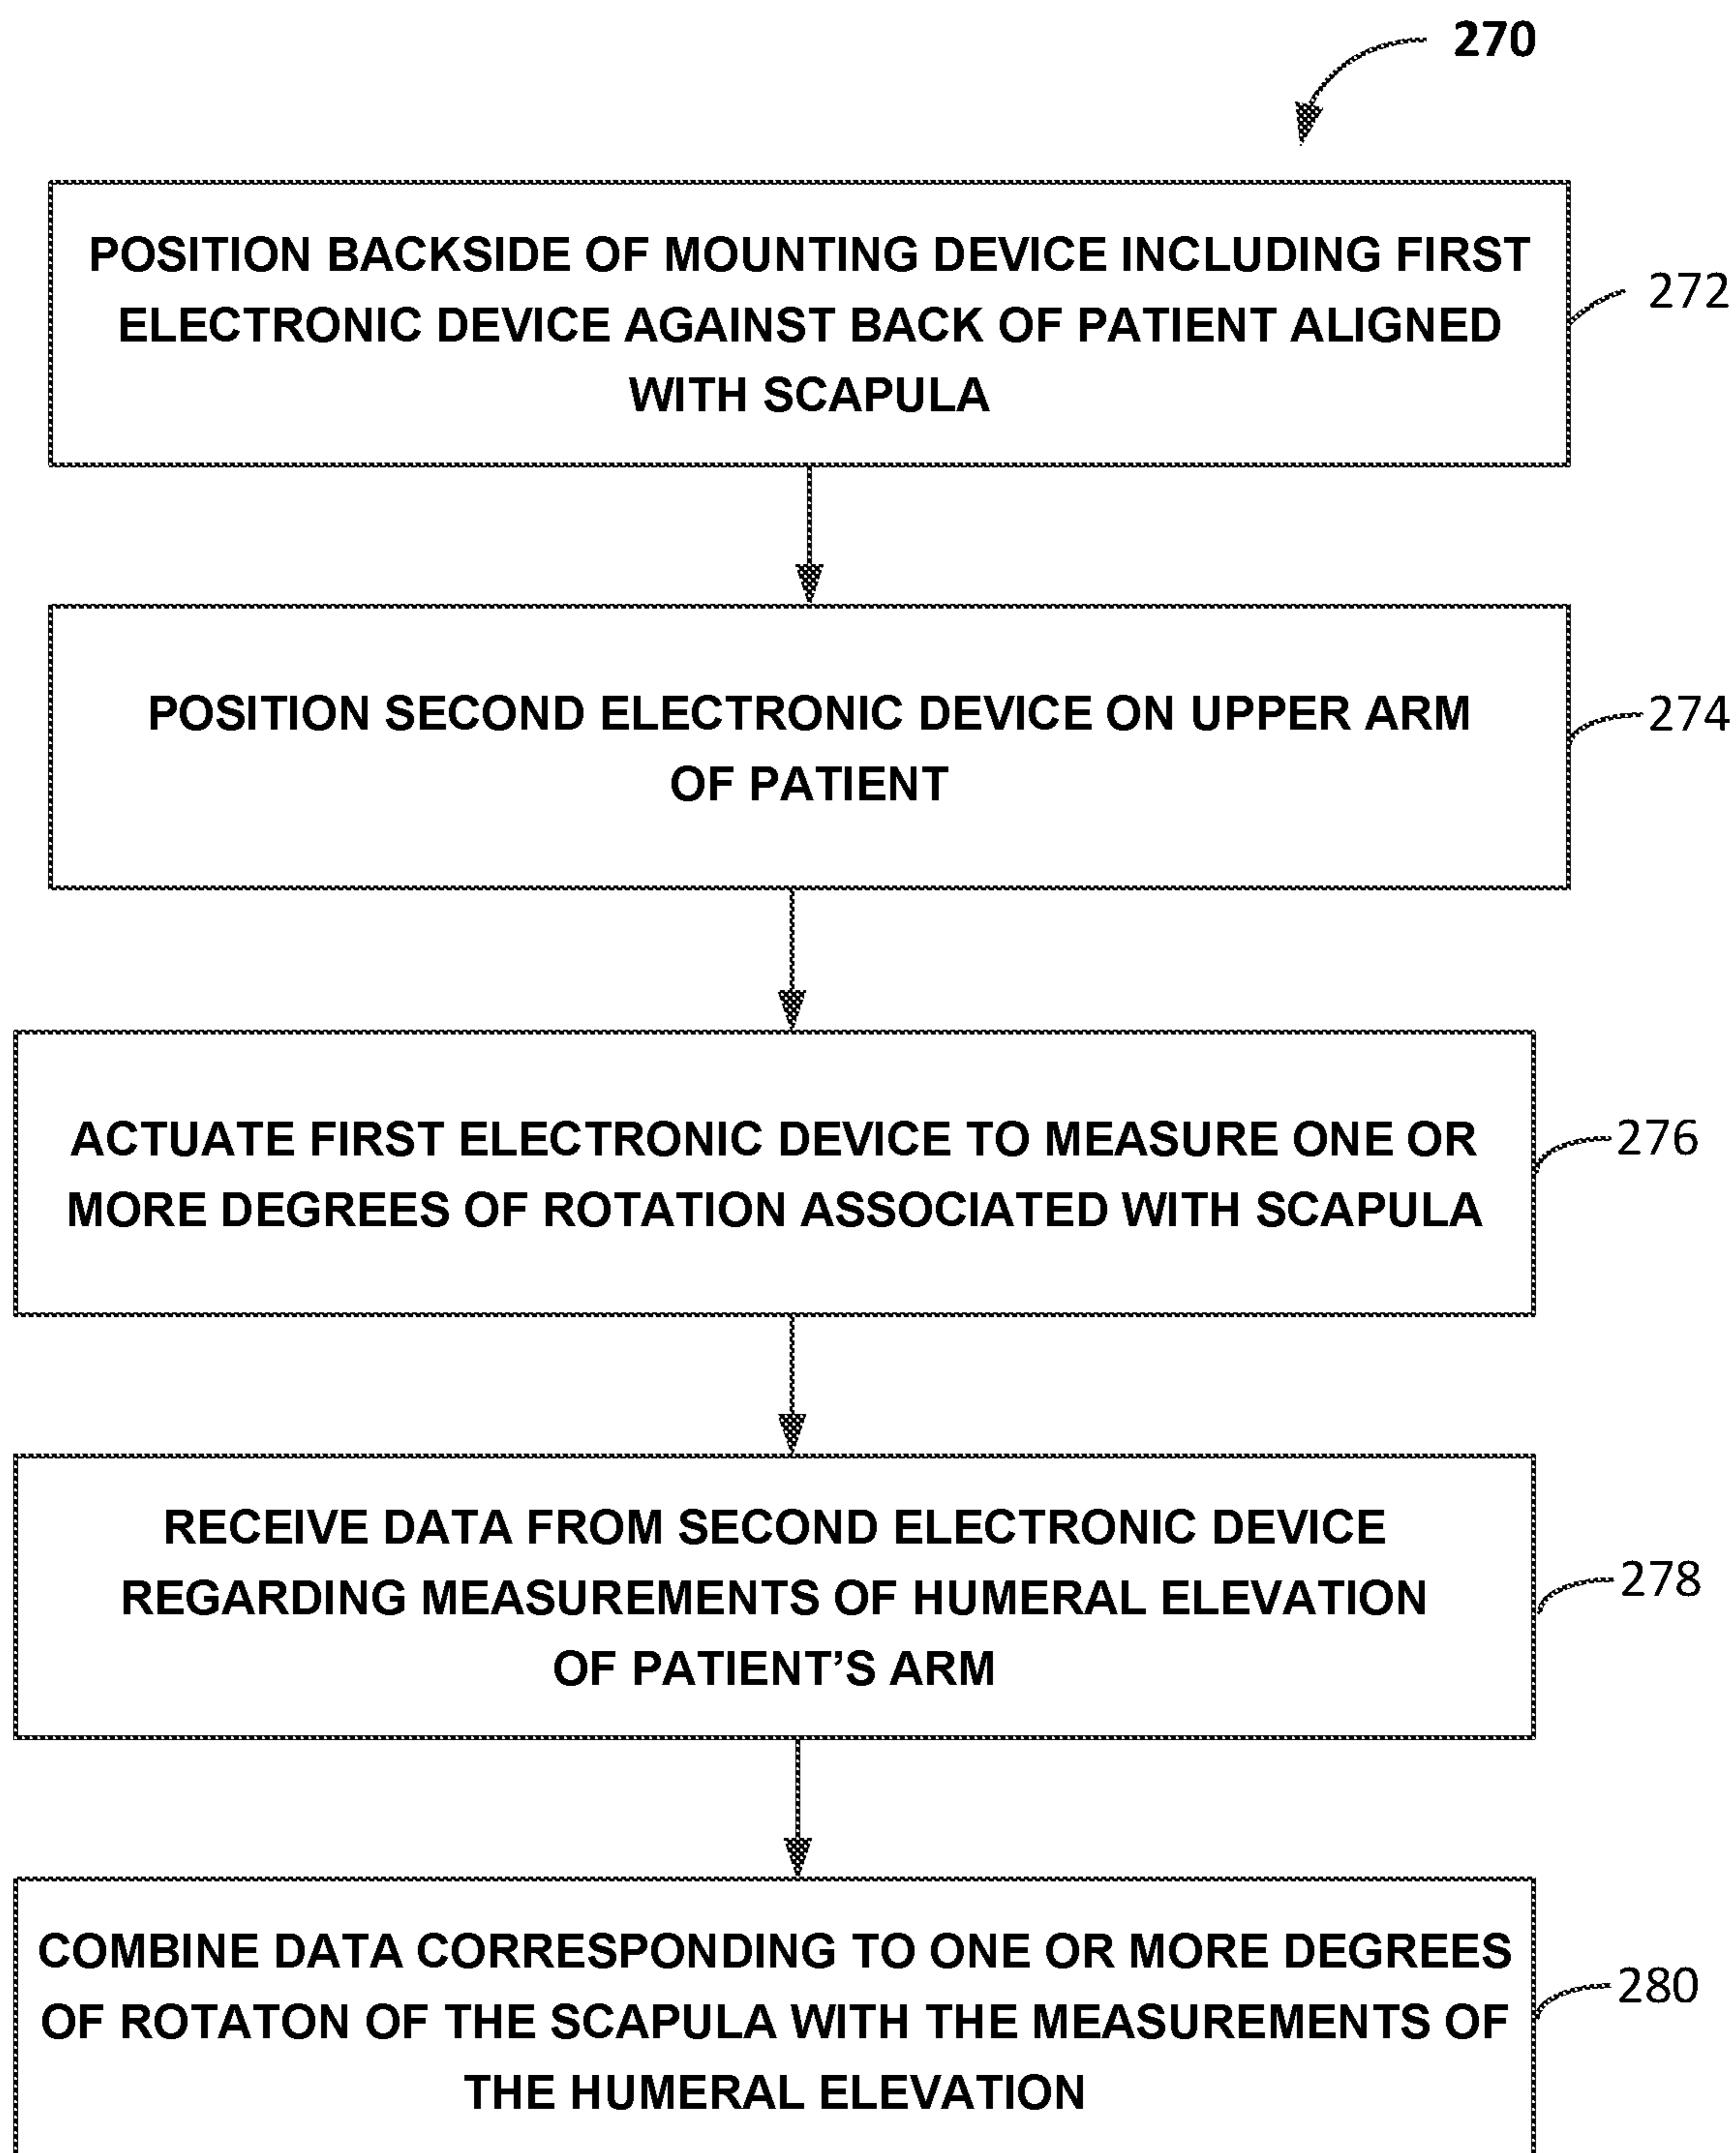 270
POSITION BACKSIDE OF MOUNTING DEVICE INCLUDING FIRST
ELECTRONIC DEVICE AGAINST BACK OF PATIENT ALIGNED
WITH SCAPULA
272
POSITION SECOND ELECTRONIC DEVICE ON UPPER ARM
OF PATIENT
274
ACTUATE FIRST ELECTRONIC DEVICE TO MEASURE ONE OR
MORE DEGREES OF ROTATION ASSOCIATED WITH SCAPULA
276
RECEIVE DATA FROM SECOND ELECTRONIC DEVICE
REGARDING MEASUREMENTS OF HUMERAL ELEVATION
OF PATIENT’S ARM
278
COMBINE DATA CORRESPONDING TO ONE OR MORE DEGREES
OF ROTATON OF THE SCAPULA WITH THE MEASUREMENTS OF
THE HUMERAL ELEVATION
280